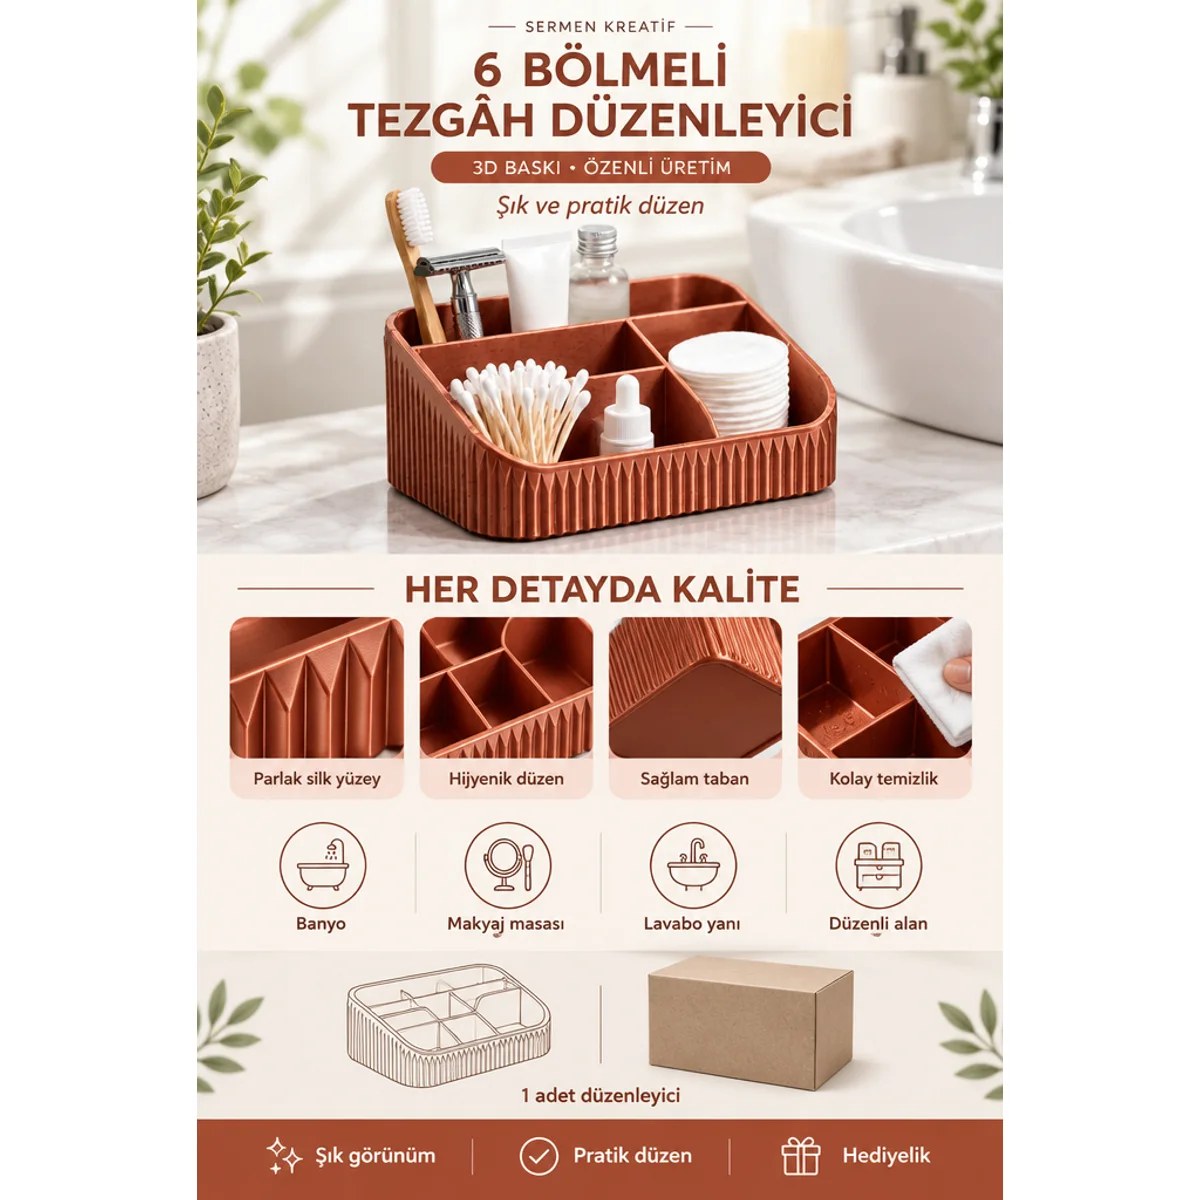 SERMEN KREATİF
6 BÖLMELİ
TEZGÂH DÜZENLEYİCİ
3D BASKI • ÖZENLİ ÜRETİM
Şık ve pratik düzen
HER DETAYDA KALİTE
Parlak silk yüzey
Hijyenik düzen
Sağlam taban
Kolay temizlik
Banyo
Makyaj masası
Lavabo yanı
Düzenli alan
1 adet düzenleyici
Şık görünüm
Pratik düzen
Hediyelik